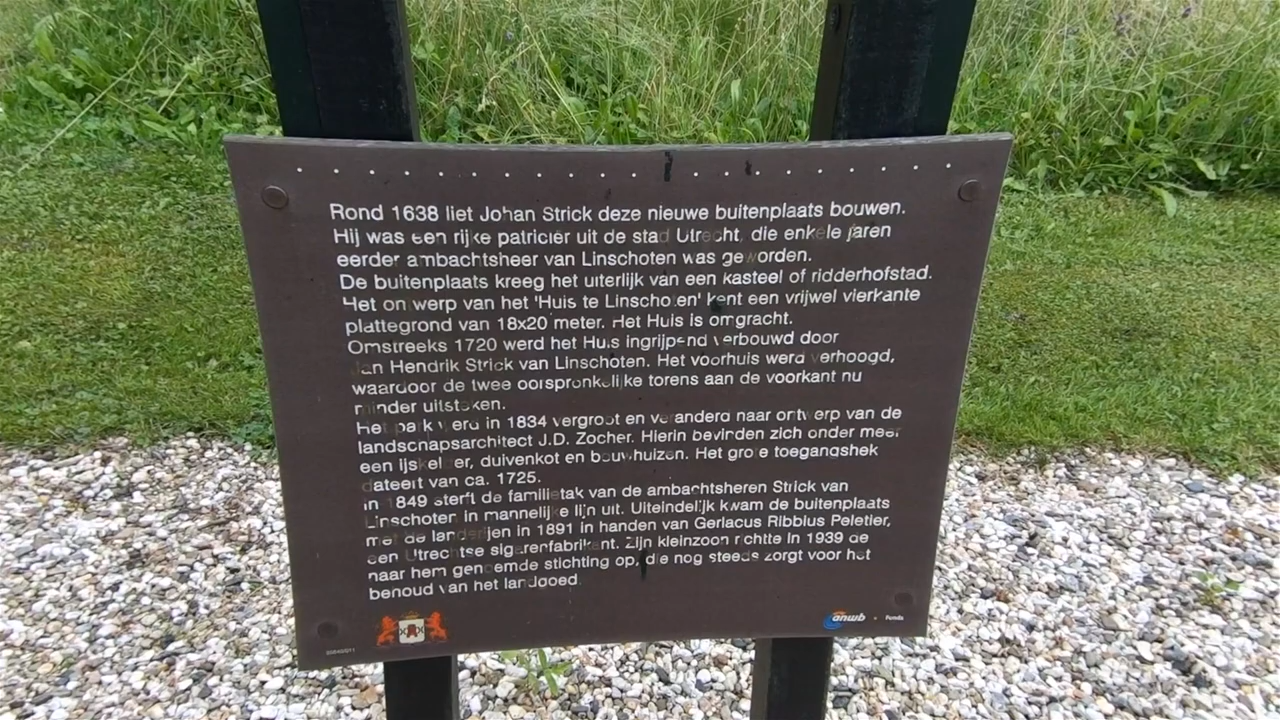 Rond 1638 liet Johan Strick deze nieuwe buitenplaats bouwen.
Hij was een rijke patriciër uit de stad Utrecht, die enkele jaren
eerder ambachtsheer van Linschoten was geworden.
De buitenplaats kreeg het uiterlijk van een kasteel of ridderhofstad.
Het ontwerp van het 'Huis te Linschoten' kent een vrijwel vierkante
plattegrond van 18x20 meter. Het Huis is omgracht.
Omstreeks 1720 werd het Huis ingrijpend verbouwd door
Jan Hendrik Strick van Linschoten. Het voorhuis werd verhoogd,
waardoor de twee oorspronkelijke torens aan de voorkant nu
minder uitsteken.
Het park werd in 1834 vergroot en veranderd naar ontwerp van de
landschapsarchitect J.D. Zocher. Hierin bevinden zich onder meer
een ijskelder, duivenkot en bouwhuizen. Het grote toegangshek
dateert van ca. 1725.
In 1849 sterft de familietak van de ambachtsheren Strick van
Linschoten in mannelijke lijn uit. Uiteindelijk kwam de buitenplaats
met de landerijen in 1891 in handen van Gerlacus Ribbius Peletier,
een Utrechtse sigarenfabrikant. Zijn kleinzoon richtte in 1939 de
naar hem genoemde stichting op, die nog steeds zorgt voor het
behoud van het landgoed.
anwb • Fonds